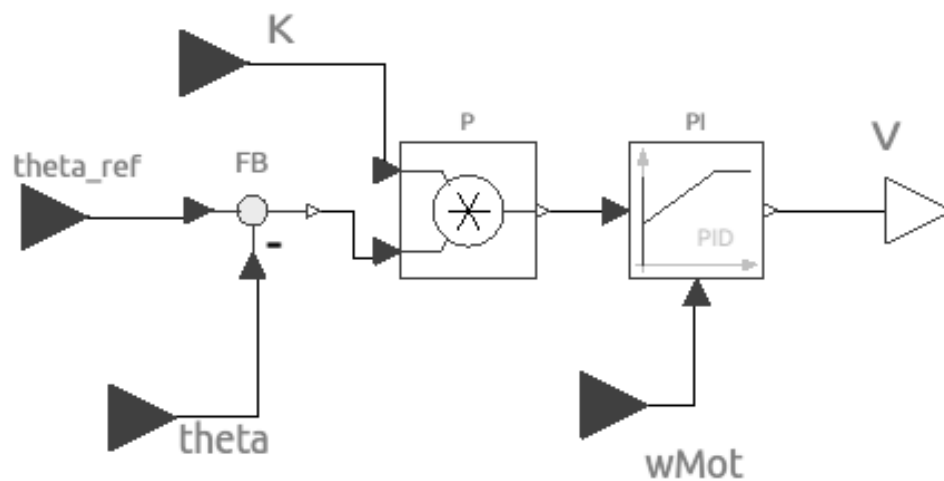 K
P
PI
V
theta_ref
FB
-
PID
theta
wMot